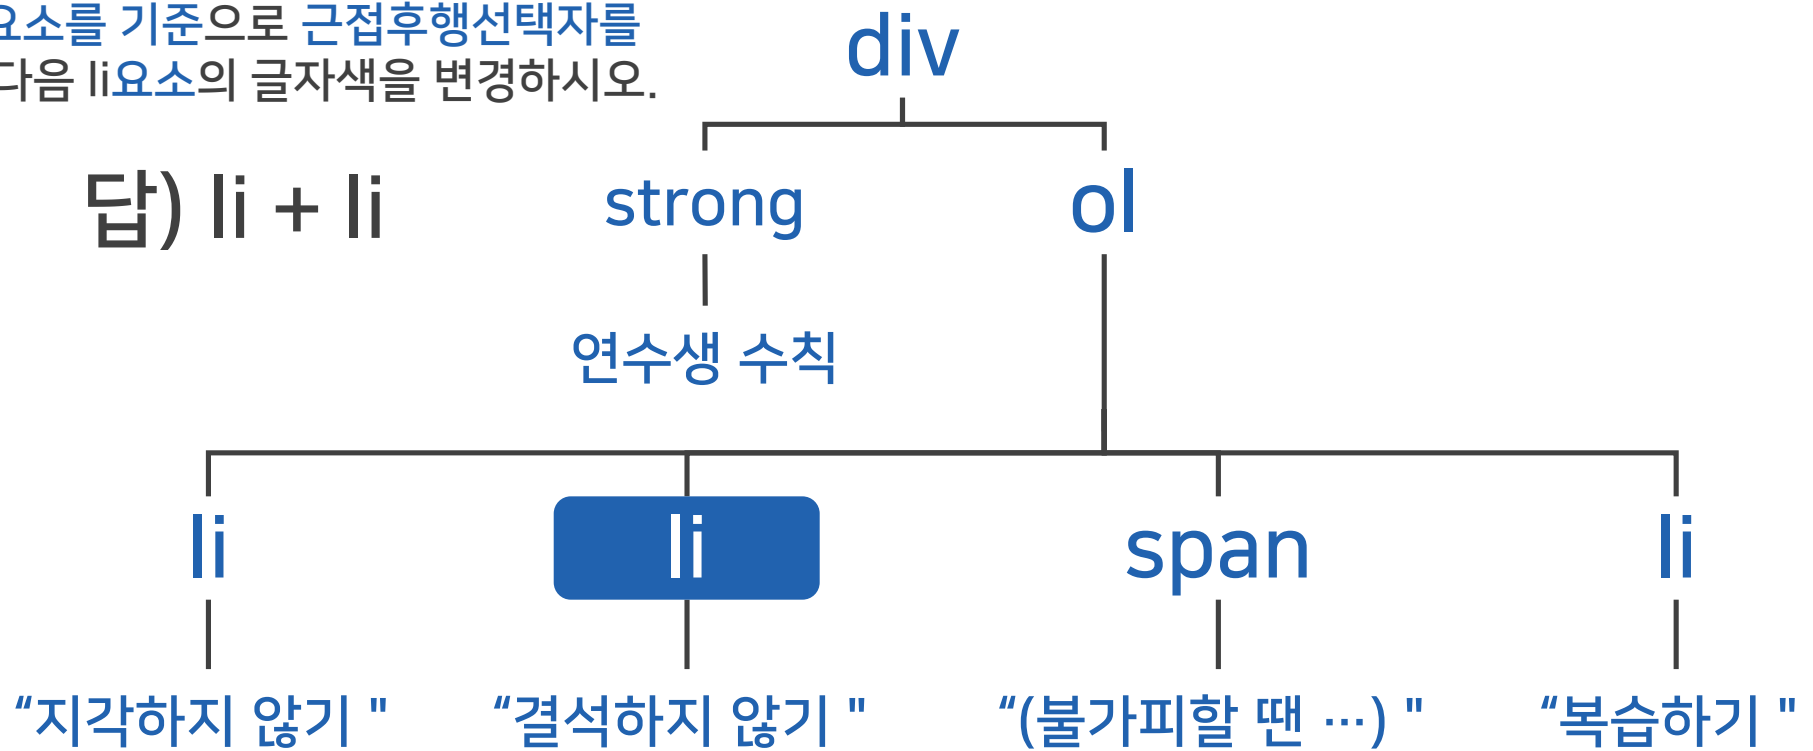 요소를 기준으로 근접후행선택자를
다음 li요소의 글자색을 변경하시오.
답) li + li
div
strong
ol
연수생 수칙
li
li
span
li
“지각하지 않기 "
“결석하지 않기 "
“(불가피할 땐 …) "
“복습하기 "